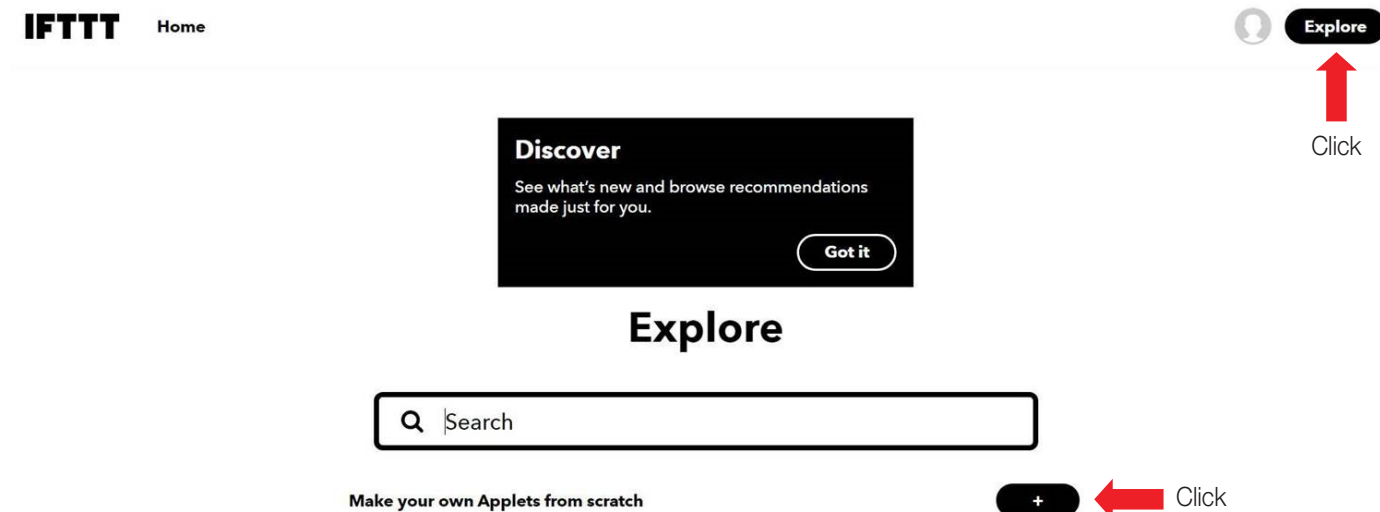 IFTTT Home Explore
Click
Discover
See what's new and browse recommendations
made just for you.
Got it
Explore
Search
Make your own Applets from scratch + Click